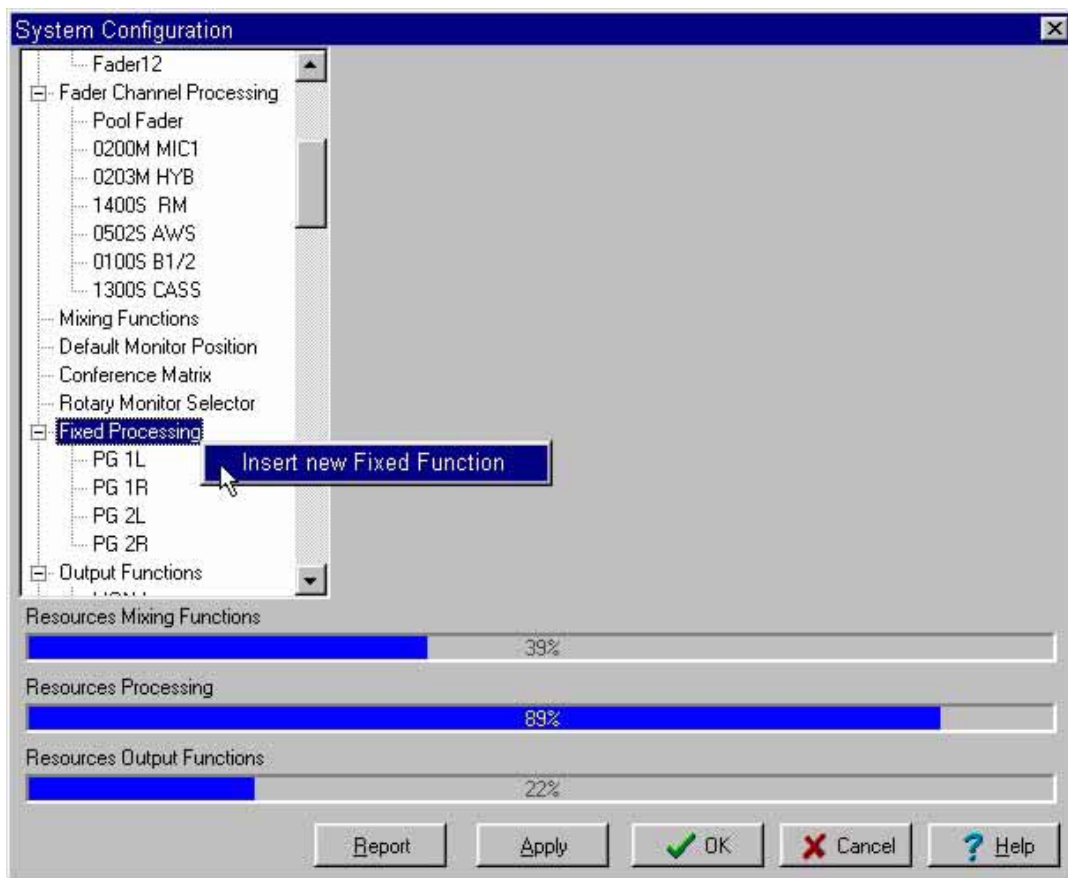 System Configuration
Fader12
Fader Channel Processing
Pool Fader
0200M MIC1
0203M HYB
1400S RM
0502S AWS
0100S B1/2
1300S CASS
Mixing Functions
Default Monitor Position
Conference Matrix
Rotary Monitor Selector
Fixed Processing
Insert new Fixed Function
PG 1L
PG 1R
PG 2L
PG 2R
Output Functions
Resources Mixing Functions
39%
Resources Processing
89%
Resources Output Functions
22%
Report Apply OK Cancel Help